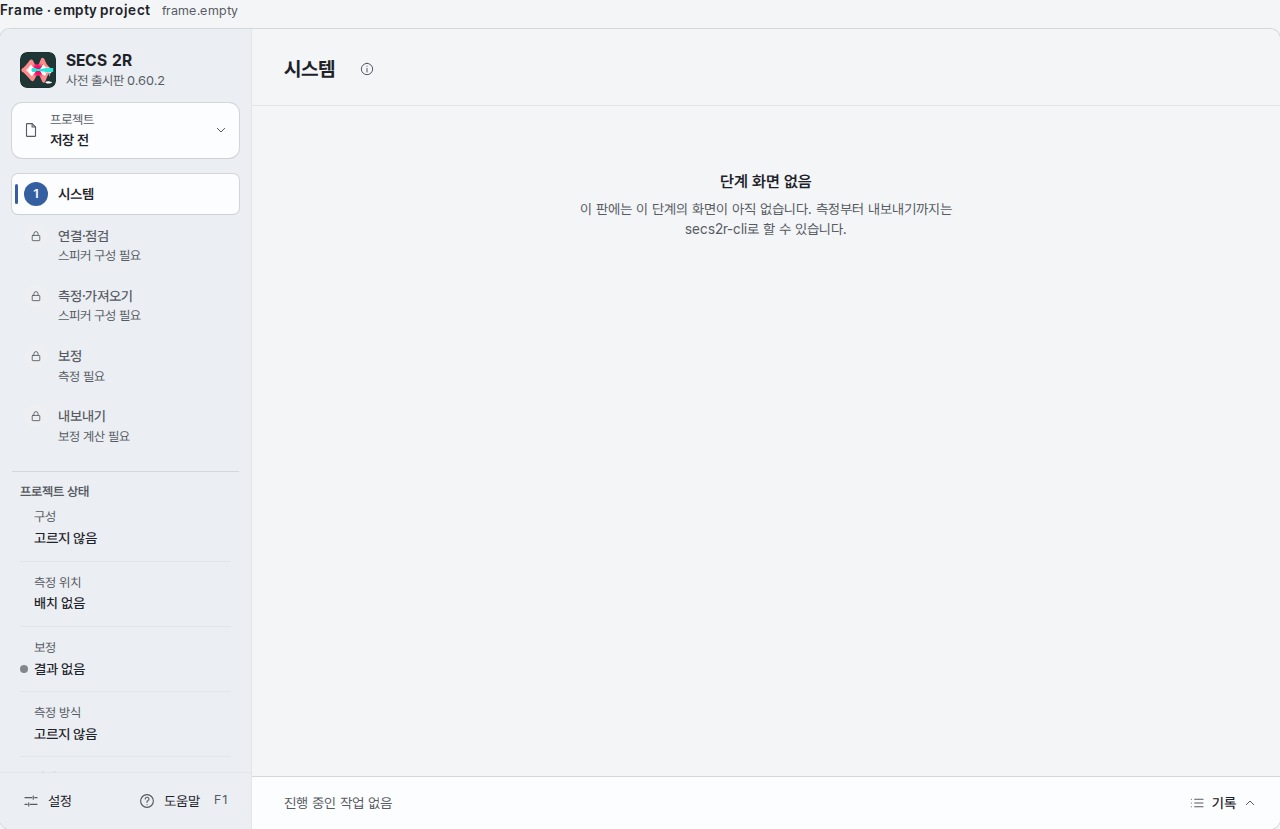 Frame · empty project frame.empty
SECS 2R
사전 출시판 0.60.2
프로젝트
저장 전
1 시스템
연결·점검
스피커 구성 필요
측정·가져오기
스피커 구성 필요
보정
측정 필요
내보내기
보정 계산 필요
프로젝트 상태
구성
고르지 않음
측정 위치
배치 없음
보정
결과 없음
측정 방식
고르지 않음
설정
도움말 F1
시스템
단계 화면 없음
이 판에는 이 단계의 화면이 아직 없습니다. 측정부터 내보내기까지는
secs2r-cli로 할 수 있습니다.
진행 중인 작업 없음
기록